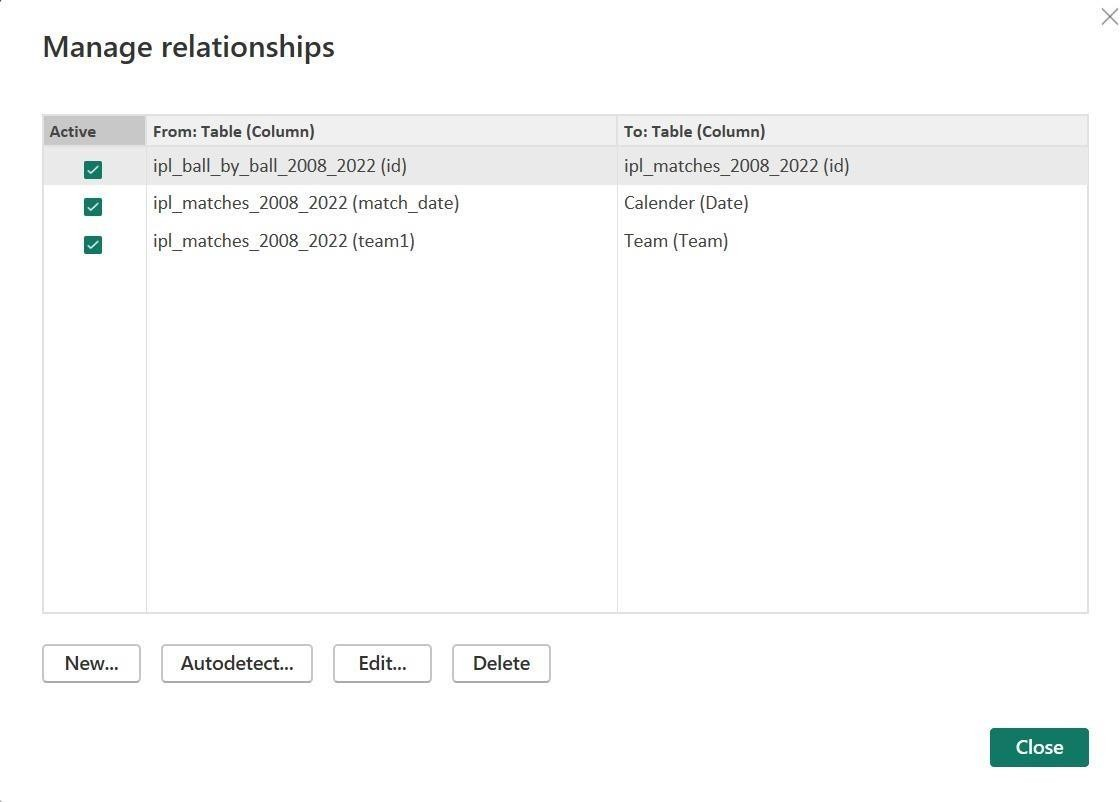 Manage relationships
Active From: Table (Column) To: Table (Column)
ipl_ball_by_ball_2008_2022 (id) ipl_matches_2008_2022 (id)
ipl_matches_2008_2022 (match_date) Calender (Date)
ipl_matches_2008_2022 (team1) Team (Team)
New... Autodetect... Edit... Delete
Close